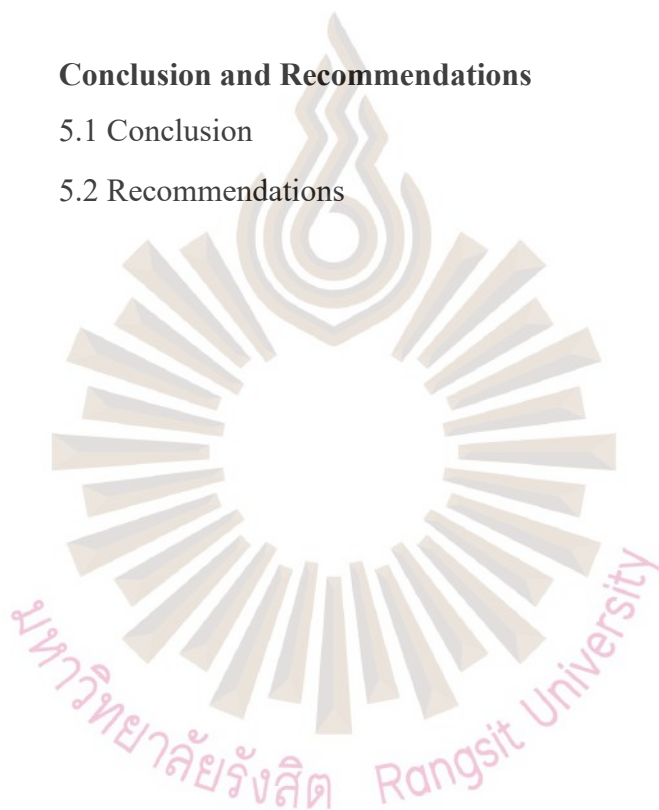 Conclusion and Recommendations
5.1 Conclusion
5.2 Recommendations
มหาวิทยาลัยรังสิต Rangsit University